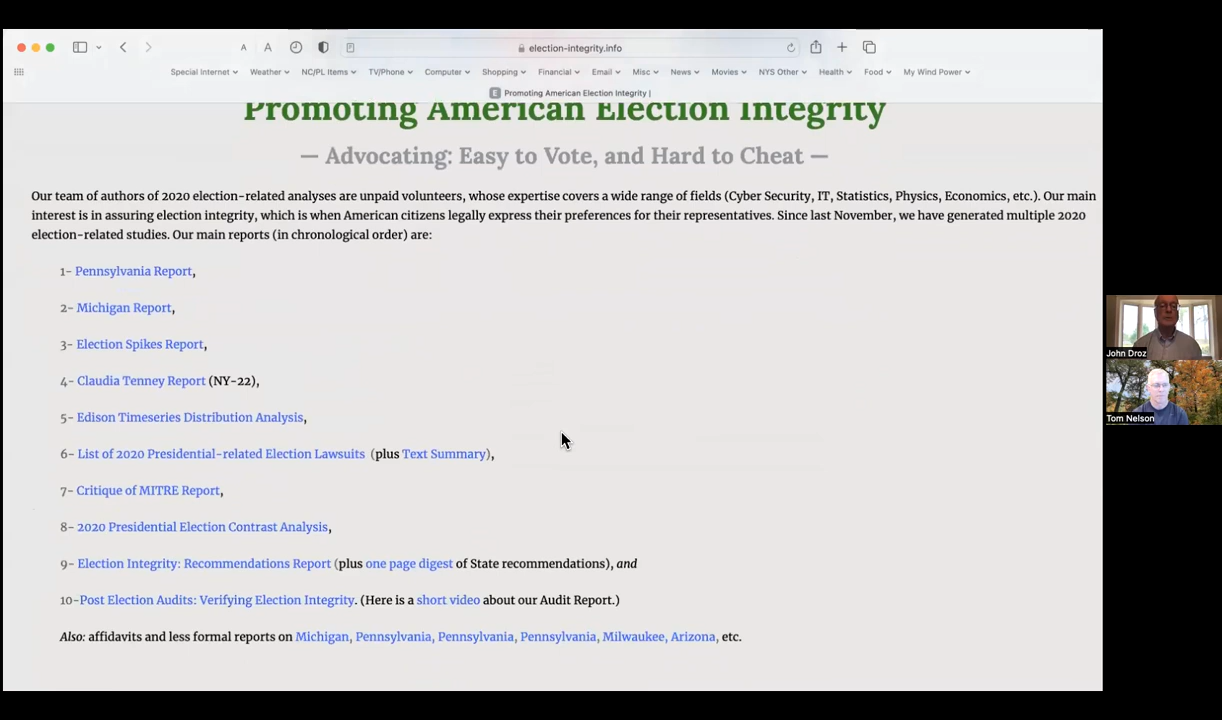 A A election-integrity.info
Special Internet Weather NC/PL Items TV/Phone Computer Shopping Financial Email Misc News Movies NYS Other Health Food My Wind Power
E Promoting American Election Integrity |
Promoting American Election Integrity
— Advocating: Easy to Vote, and Hard to Cheat —
Our team of authors of 2020 election-related analyses are unpaid volunteers, whose expertise covers a wide range of fields (Cyber Security, IT, Statistics, Physics, Economics, etc.). Our main
interest is in assuring election integrity, which is when American citizens legally express their preferences for their representatives. Since last November, we have generated multiple 2020
election-related studies. Our main reports (in chronological order) are:
1- Pennsylvania Report,
2- Michigan Report,
3- Election Spikes Report,
4- Claudia Tenney Report (NY-22),
5- Edison Timeseries Distribution Analysis,
6- List of 2020 Presidential-related Election Lawsuits (plus Text Summary),
7- Critique of MITRE Report,
8- 2020 Presidential Election Contrast Analysis,
9- Election Integrity: Recommendations Report (plus one page digest of State recommendations), and
10-Post Election Audits: Verifying Election Integrity. (Here is a short video about our Audit Report.)
Also: affidavits and less formal reports on Michigan, Pennsylvania, Pennsylvania, Pennsylvania, Milwaukee, Arizona, etc.
John Droz
Tom Nelson